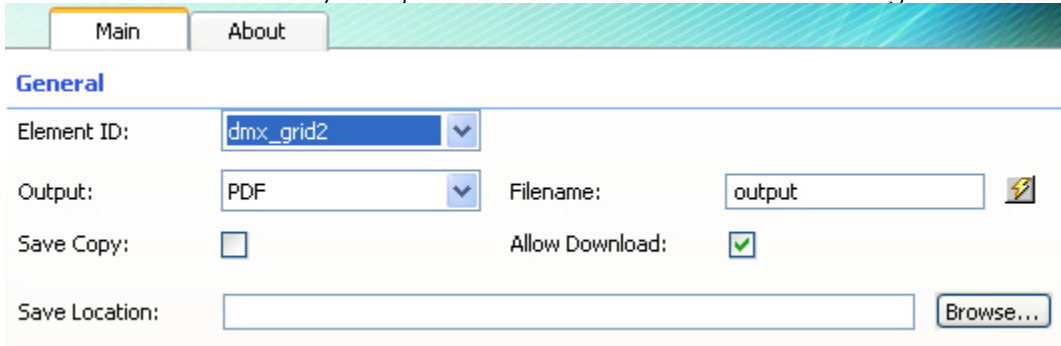 Main About
General
Element ID: dmx_grid2
Output: PDF Filename: output
Save Copy: Allow Download:
Save Location: Browse...